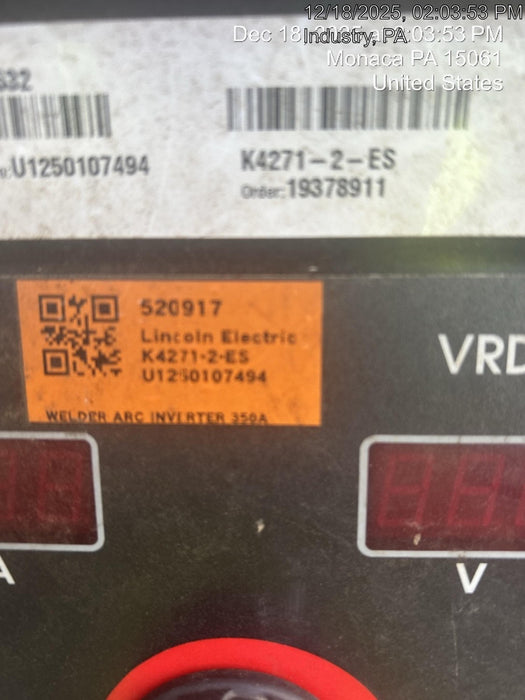 12/18/2025, 02:03:53 PM
Industry, PA
Monaca PA 15061
United States
U1250107494
K4271-2-ES
Order: 19378911
520917
Lincoln Electric
K4271-2-ES
U1250107494
WELDER ARC INVERTER 350A
VRD
A
V